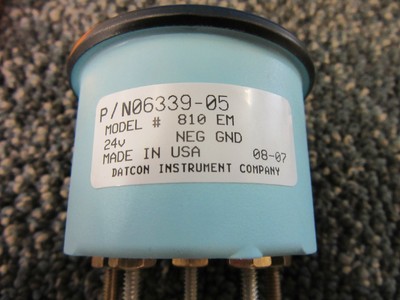 P/N06339-05
MODEL # 810 EM
24v NEG GND
MADE IN USA 08-07
DATCON INSTRUMENT COMPANY